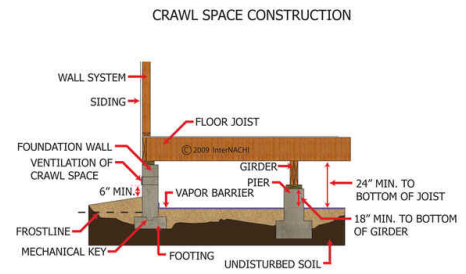 CRAWL SPACE CONSTRUCTION
WALL SYSTEM
SIDING
FLOOR JOIST
FOUNDATION WALL
© 2009 InterNACHI
VENTILATION OF
CRAWL SPACE
GIRDER
PIER
24" MIN. TO
BOTTOM OF JOIST
6" MIN.
VAPOR BARRIER
18" MIN. TO BOTTOM
OF GIRDER
FROSTLINE
MECHANICAL KEY
FOOTING
UNDISTURBED SOIL